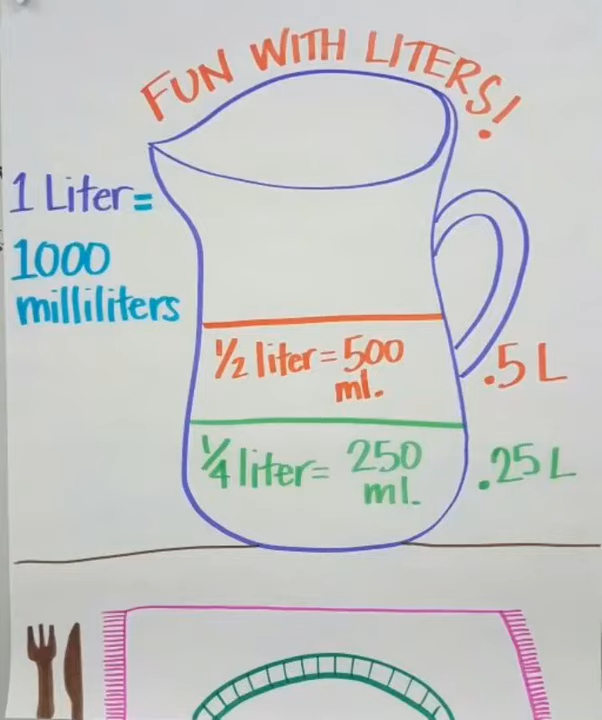 FUN WITH LITERS!
1 Liter=
1000
milliliters
1/2 liter=500
ml.
.5 L
1/4 liter= 250
ml.
.25 L